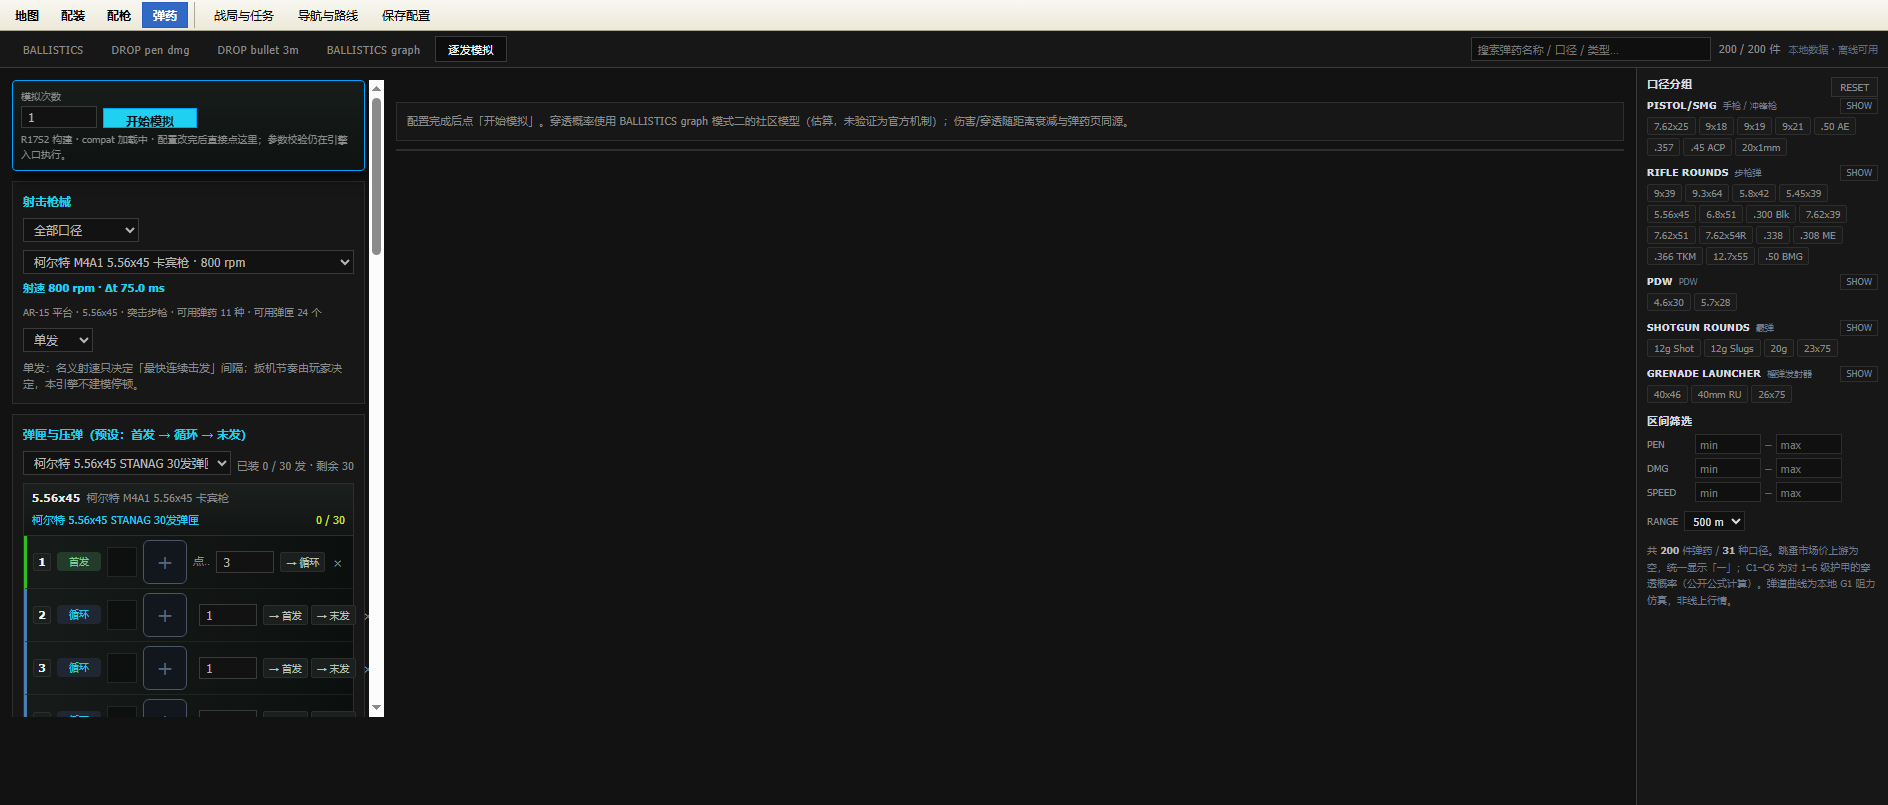 地图 配装 配枪 弹药 战局与任务 导航与路线 保存配置
BALLISTICS DROP pen dmg DROP bullet 3m BALLISTICS graph 逐发模拟
搜索弹药名称 / 口径 / 类型... 200 / 200 件 本地数据・离线可用
模拟次数
1 开始模拟
R1752 构建・compat 加载中・配置改完后直接点这里；参数校验仍在引擎
入口执行。
射击枪械
全部口径
柯尔特 M4A1 5.56x45 卡宾枪・800 rpm
射速 800 rpm・Δt 75.0 ms
AR-15 平台・5.56x45・突击步枪・可用弹药 11 种・可用弹匣 24 个
单发
单发：名义射速只决定「最快连续击发」间隔；扳机节奏由玩家决
定，本引擎不建模停顿。
弹匣与压弹（预设：首发 → 循环 → 末发）
柯尔特 5.56x45 STANAG 30发弹匣 已装 0 / 30 发・剩余 30
5.56x45 柯尔特 M4A1 5.56x45 卡宾枪
柯尔特 5.56x45 STANAG 30发弹匣 0 / 30
1 首发 + 点.. 3 → 循环 ×
2 循环 + 1 → 首发 → 末发 ×
3 循环 + 1 → 首发 → 末发 ×
配置完成后点「开始模拟」。穿透概率使用 BALLISTICS graph 模式二的社区模型（估算，未验证为官方机制）；伤害/穿透随距离衰减与弹药页同源。
口径分组 RESET
PISTOL/SMG 手枪 / 冲锋枪 SHOW
7.62x25 9x18 9x19 9x21 .50 AE
.357 .45 ACP 20x1mm
RIFLE ROUNDS 步枪弹 SHOW
9x39 9.3x64 5.8x42 5.45x39
5.56x45 6.8x51 .300 Blk 7.62x39
7.62x51 7.62x54R .338 .308 ME
.366 TKM 12.7x55 .50 BMG
PDW PDW SHOW
4.6x30 5.7x28
SHOTGUN ROUNDS 霰弹 SHOW
12g Shot 12g Slugs 20g 23x75
GRENADE LAUNCHER 榴弹发射器 SHOW
40x46 40mm RU 26x75
区间筛选
PEN min — max
DMG min — max
SPEED min — max
RANGE 500 m
共 200 件弹药 / 31 种口径。跳蚤市场价上游为
空，统一显示「—」；C1–C6 为对 1–6 级护甲的穿
透概率（公开公式计算）。弹道曲线为本地 G1 阻力
仿真，非线上行情。